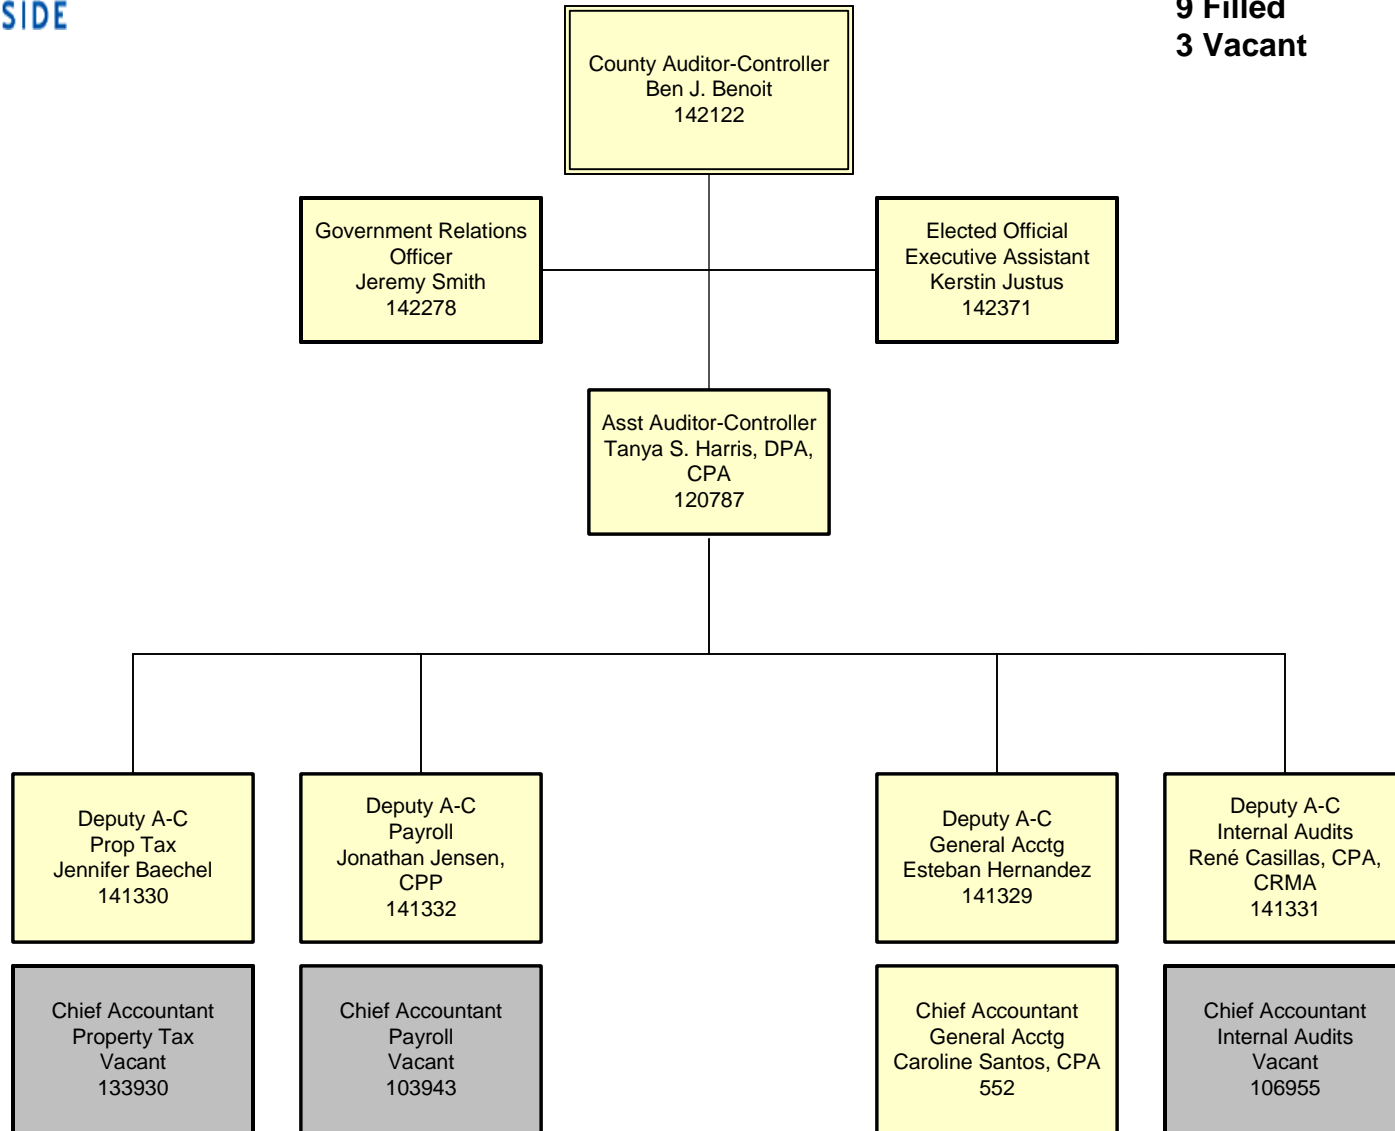 SIDE
9 Filled
3 Vacant
County Auditor-Controller
Ben J. Benoit
142122
Government Relations
Officer
Jeremy Smith
142278
Elected Official
Executive Assistant
Kerstin Justus
142371
Asst Auditor-Controller
Tanya S. Harris, DPA,
CPA
120787
Deputy A-C
Prop Tax
Jennifer Baechel
141330
Deputy A-C
Payroll
Jonathan Jensen,
CPP
141332
Deputy A-C
General Acctg
Esteban Hernandez
141329
Deputy A-C
Internal Audits
René Casillas, CPA,
CRMA
141331
Chief Accountant
Property Tax
Vacant
133930
Chief Accountant
Payroll
Vacant
103943
Chief Accountant
General Acctg
Caroline Santos, CPA
552
Chief Accountant
Internal Audits
Vacant
106955